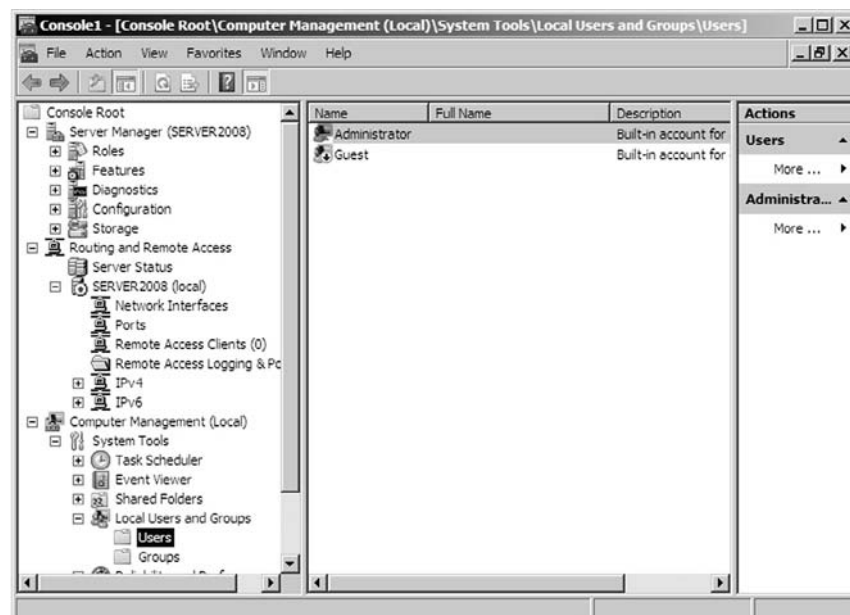 Console1 - [Console Root\Computer Management (Local)\System Tools\Local Users and Groups\Users]
File Action View Favorites Window Help
Console Root
Server Manager (SERVER2008)
Roles
Features
Diagnostics
Configuration
Storage
Routing and Remote Access
Server Status
SERVER2008 (local)
Network Interfaces
Ports
Remote Access Clients (0)
Remote Access Logging & Po
IPv4
IPv6
Computer Management (Local)
System Tools
Task Scheduler
Event Viewer
Shared Folders
Local Users and Groups
Users
Groups
Name Full Name Description
Administrator Built-in account for
Guest Built-in account for
Actions
Users
More ...
Administra...
More ...